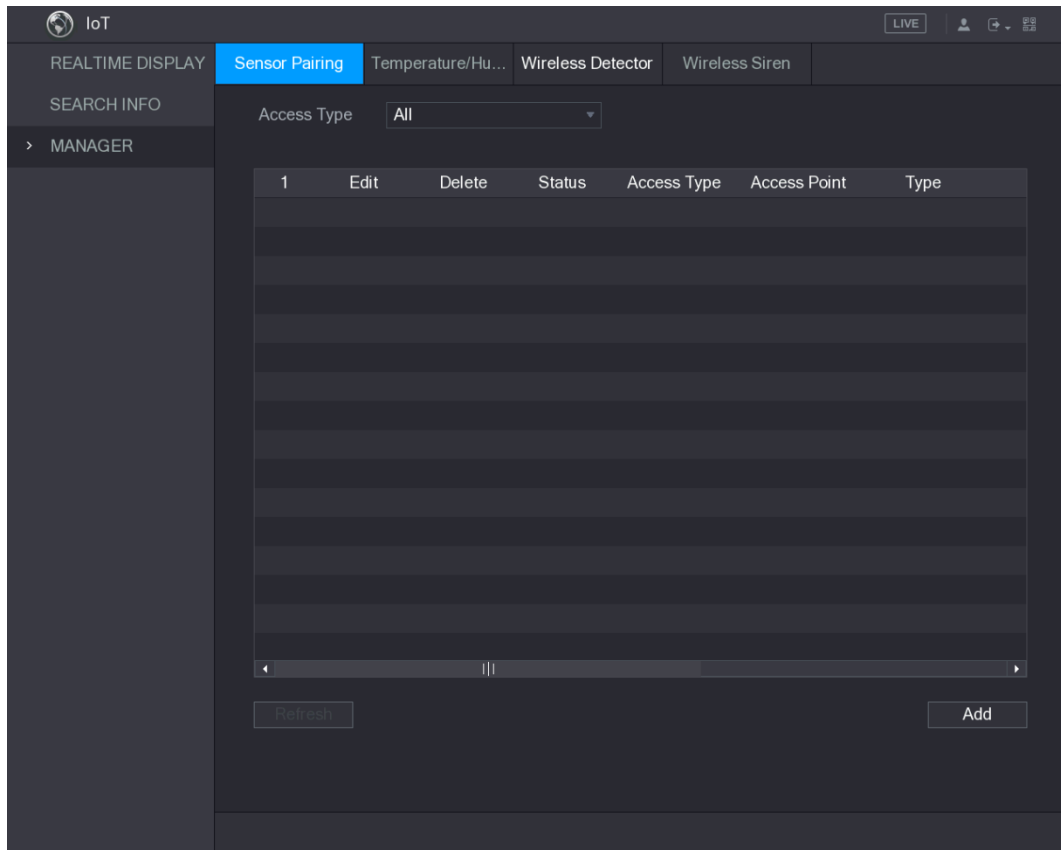 IoT
LIVE
REALTIME DISPLAY
SEARCH INFO
MANAGER
Sensor Pairing Temperature/Hu... Wireless Detector Wireless Siren
Access Type All
1 Edit Delete Status Access Type Access Point Type
Refresh Add